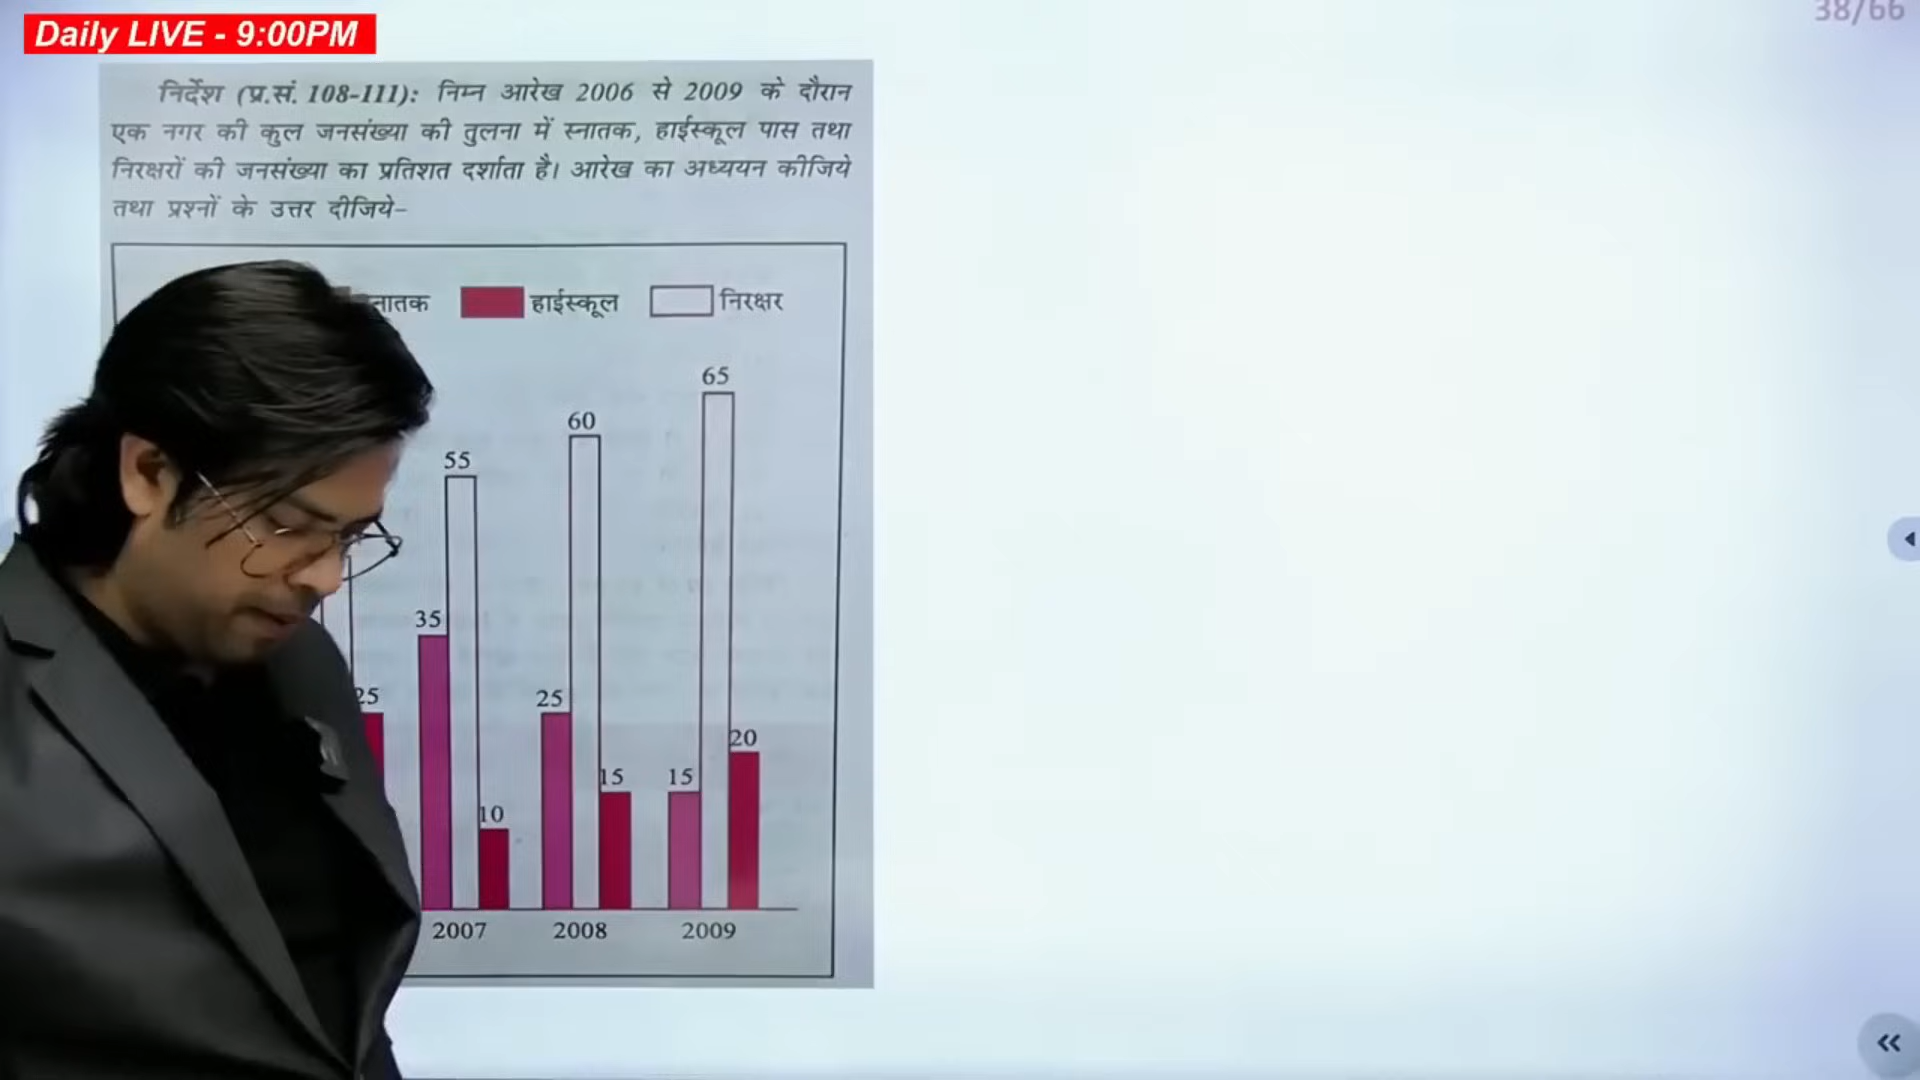 Daily LIVE - 9:00PM
38/66
निर्देश (प्र.सं. 108-111): निम्न आरेख 2006 से 2009 के दौरान
एक नगर की कुल जनसंख्या की तुलना में स्नातक, हाईस्कूल पास तथा
निरक्षरों की जनसंख्या का प्रतिशत दर्शाता है। आरेख का अध्ययन कीजिये
तथा प्रश्नों के उत्तर दीजिये–
हाईस्कूल निरक्षर
65
60
55
35
25 25
20
15 15
10
2007 2008 2009